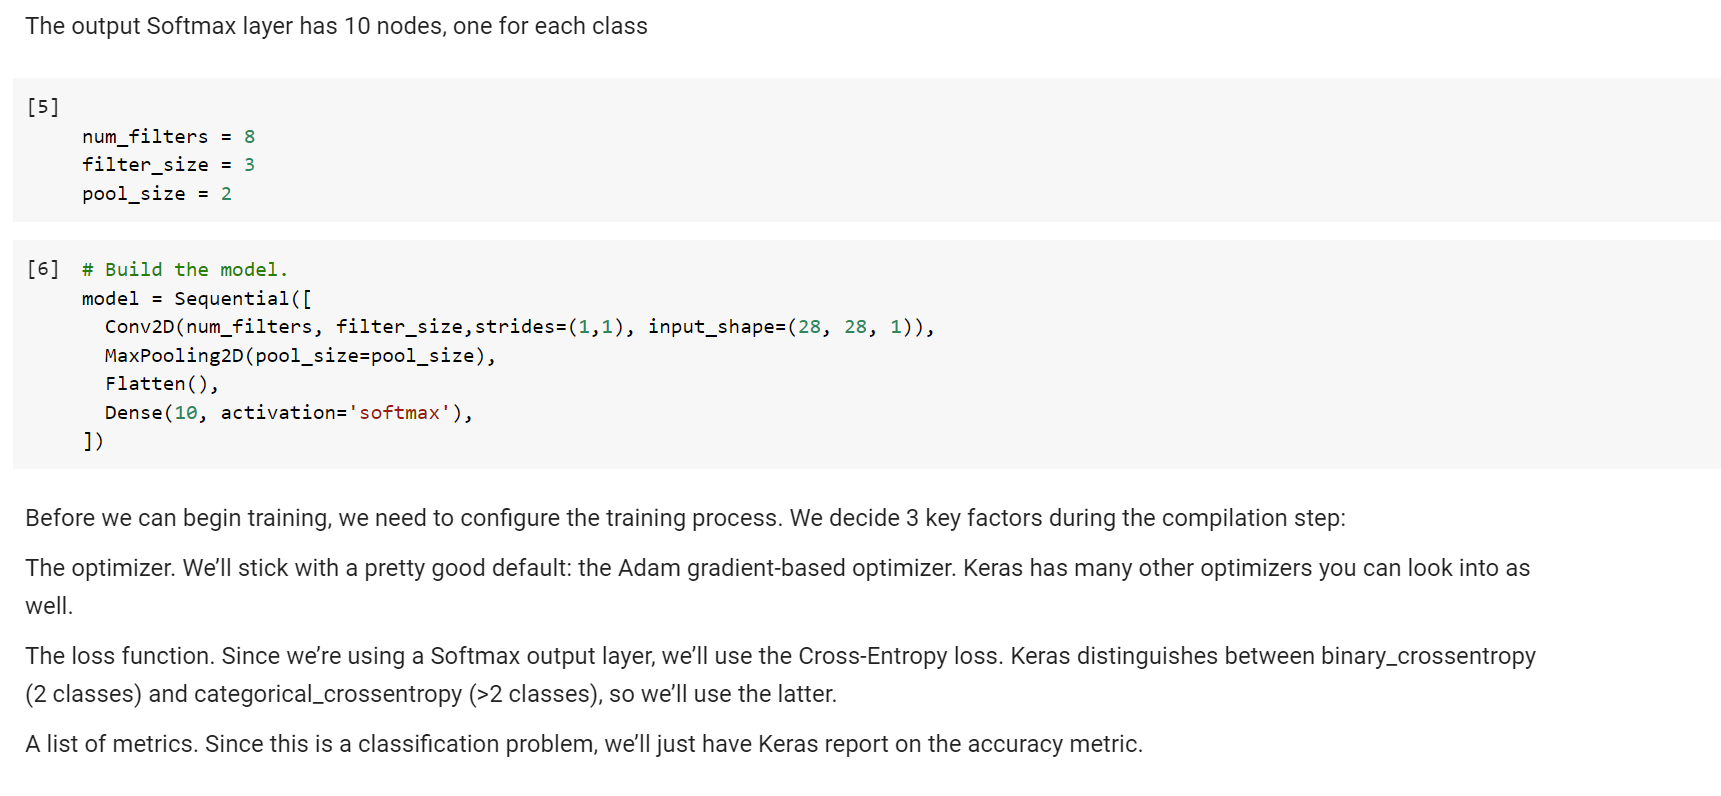 The output Softmax layer has 10 nodes, one for each class
[5]
num_filters = 8
filter_size = 3
pool_size = 2
[6] # Build the model.
model = Sequential([
Conv2D(num_filters, filter_size,strides=(1,1), input_shape=(28, 28, 1)),
MaxPooling2D(pool_size=pool_size),
Flatten(),
Dense(10, activation='softmax'),
])
Before we can begin training, we need to configure the training process. We decide 3 key factors during the compilation step:
The optimizer. We’ll stick with a pretty good default: the Adam gradient-based optimizer. Keras has many other optimizers you can look into as
well.
The loss function. Since we’re using a Softmax output layer, we’ll use the Cross-Entropy loss. Keras distinguishes between binary_crossentropy
(2 classes) and categorical_crossentropy (>2 classes), so we’ll use the latter.
A list of metrics. Since this is a classification problem, we’ll just have Keras report on the accuracy metric.